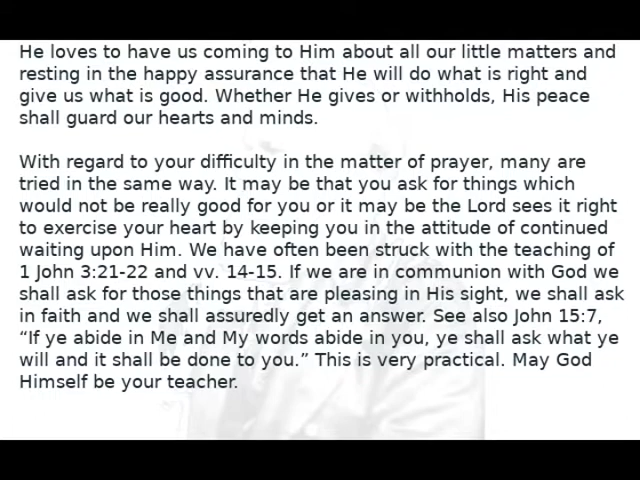 He loves to have us coming to Him about all our little matters and
resting in the happy assurance that He will do what is right and
give us what is good. Whether He gives or withholds, His peace
shall guard our hearts and minds.
With regard to your difficulty in the matter of prayer, many are
tried in the same way. It may be that you ask for things which
would not be really good for you or it may be the Lord sees it right
to exercise your heart by keeping you in the attitude of continued
waiting upon Him. We have often been struck with the teaching of
1 John 3:21-22 and vv. 14-15. If we are in communion with God we
shall ask for those things that are pleasing in His sight, we shall ask
in faith and we shall assuredly get an answer. See also John 15:7,
“If ye abide in Me and My words abide in you, ye shall ask what ye
will and it shall be done to you.” This is very practical. May God
Himself be your teacher.